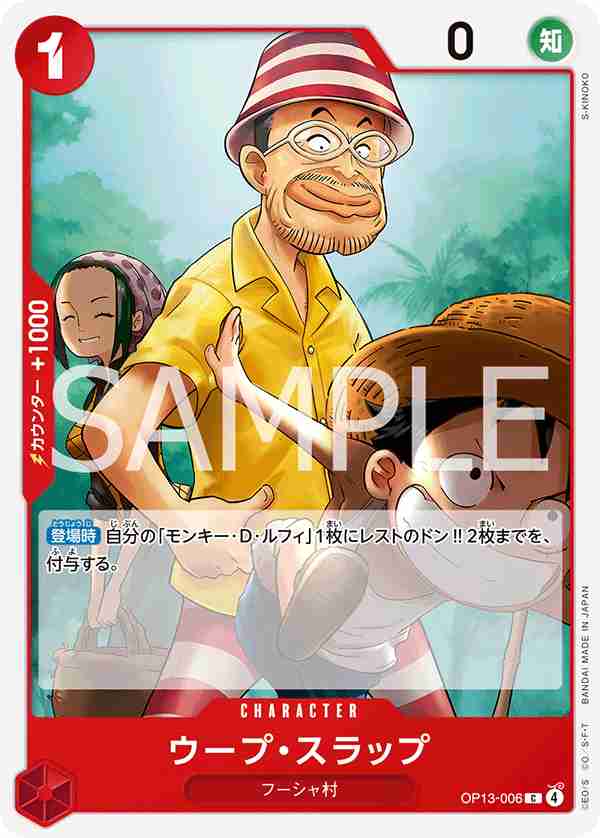 1
0
知
S-KINOKO
カウンター +1000
SAMPLE
登場時 自分の「モンキー・D・ルフィ」1枚にレストのドン!!2枚までを、
付与する。
CHARACTER
ウープ・スラップ
フーシャ村
OP13-006 C 4
©E.O/S ©O./S・F・T BANDAI MADE IN JAPAN